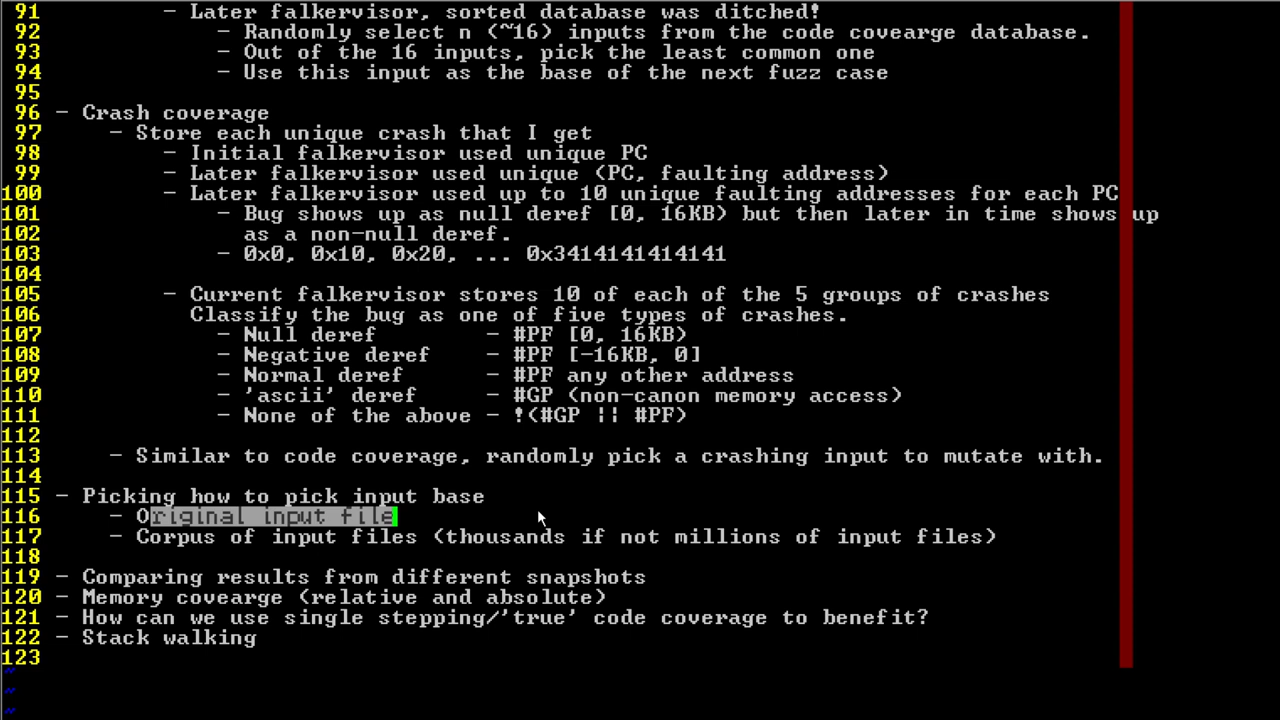 91             - Later falkervisor, sorted database was ditched!
92                 - Randomly select n (~16) inputs from the code covearge database.
93                 - Out of the 16 inputs, pick the least common one
94                 - Use this input as the base of the next fuzz case
95
96     - Crash coverage
97         - Store each unique crash that I get
98             - Initial falkervisor used unique PC
99             - Later falkervisor used unique (PC, faulting address)
100             - Later falkervisor used up to 10 unique faulting addresses for each PC
101                 - Bug shows up as null deref [0, 16KB) but then later in time shows up
102                 as a non-null deref.
103                 - 0x0, 0x10, 0x20, ... 0x3414141414141
104
105             - Current falkervisor stores 10 of each of the 5 groups of crashes
106             Classify the bug as one of five types of crashes.
107                 - Null deref        - #PF [0, 16KB)
108                 - Negative deref    - #PF [-16KB, 0]
109                 - Normal deref      - #PF any other address
110                 - 'ascii' deref     - #GP (non-canon memory access)
111                 - None of the above - !(#GP || #PF)
112
113         - Similar to code coverage, randomly pick a crashing input to mutate with.
114
115     - Picking how to pick input base
116         - Original input file
117         - Corpus of input files (thousands if not millions of input files)
118
119     - Comparing results from different snapshots
120     - Memory covearge (relative and absolute)
121     - How can we use single stepping/'true' code coverage to benefit?
122     - Stack walking
123
~
~
~